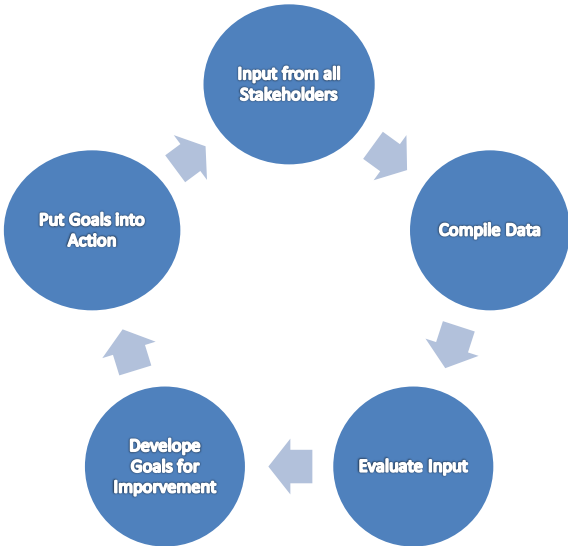 Input from all
Stakeholders
Compile Data
Evaluate Input
Develope
Goals for
Imporvement
Put Goals into
Action